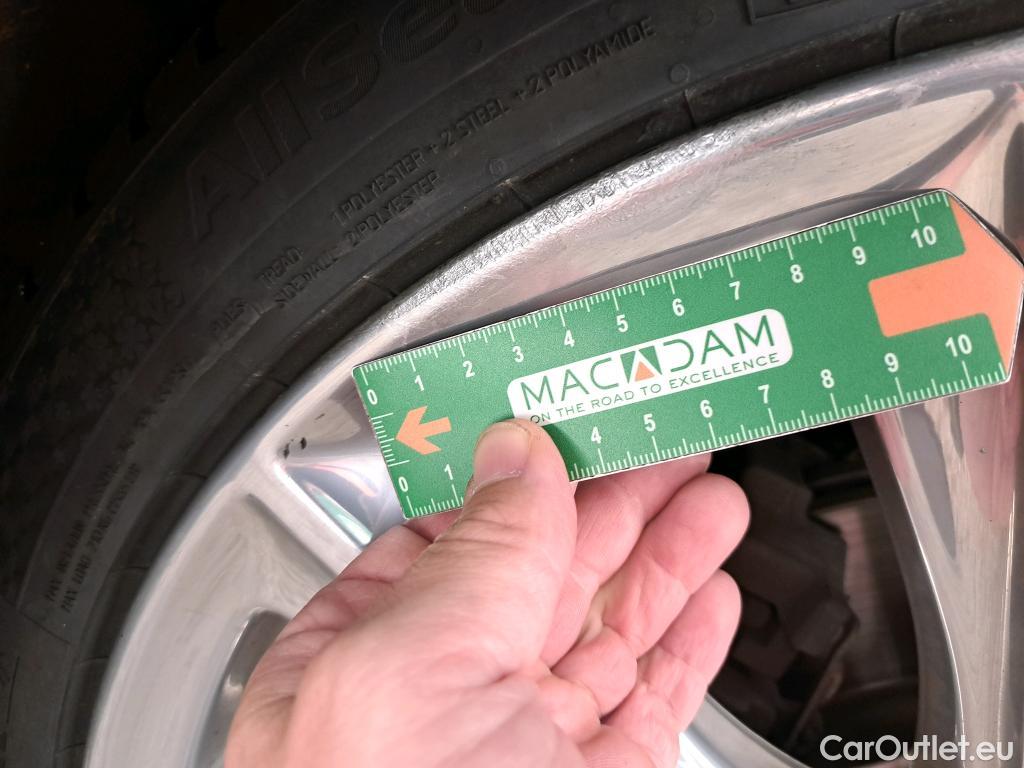 AllSea
TREAD: 1 POLYESTER + 2 STEEL + 2 POLYAMIDE
PLIES SIDEWALL: 2 POLYESTER
0 1 2 3 4 5 6 7 8 9 10
MACADAM
ON THE ROAD TO EXCELLENCE
0 1 4 5 6 7 8 9 10
CarOutlet.eu